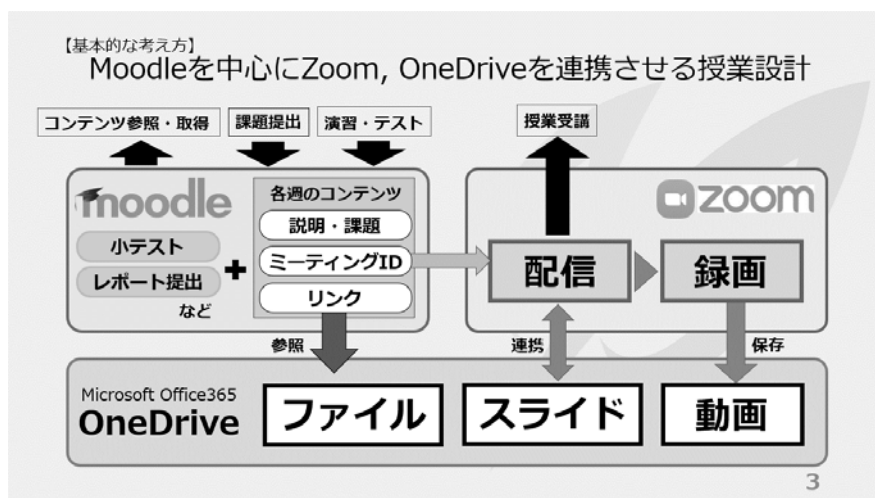 【基本的な考え方】
Moodleを中心にZoom, OneDriveを連携させる授業設計
コンテンツ参照・取得
課題提出
演習・テスト
授業受講
moodle
小テスト
レポート提出
など
+
各週のコンテンツ
説明・課題
ミーティングID
リンク
zoom
配信
録画
参照
連携
保存
Microsoft Office365
OneDrive
ファイル
スライド
動画
3